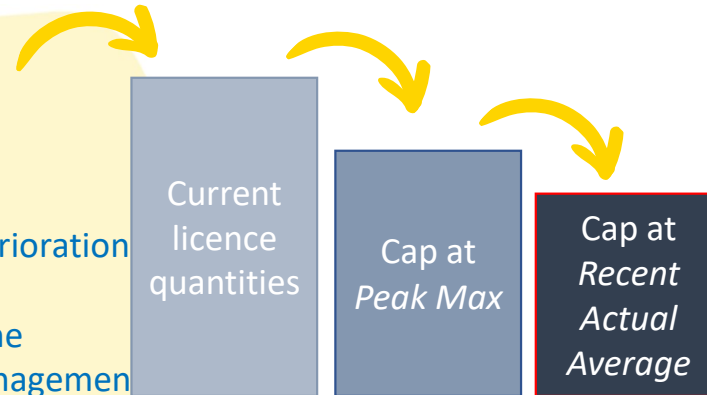 Current
licence
quantities
Cap at
Peak Max
Cap at
Recent
Actual
Average